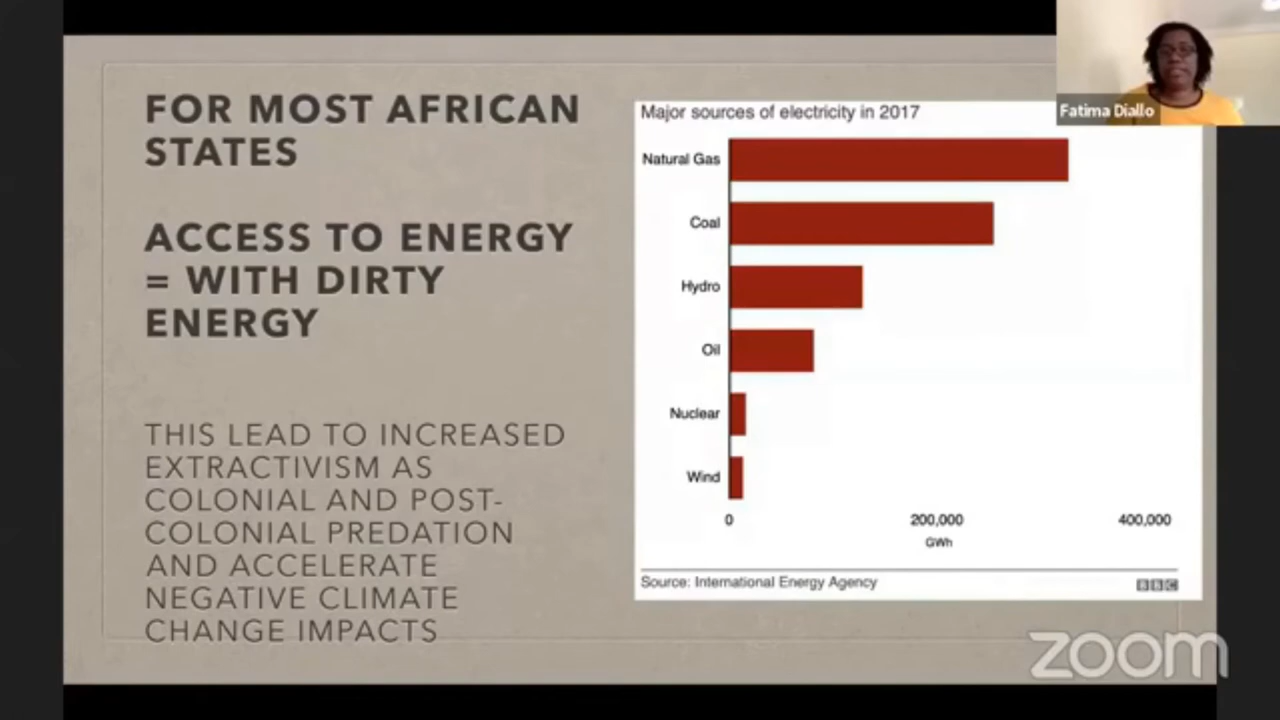 FOR MOST AFRICAN
STATES
ACCESS TO ENERGY
= WITH DIRTY
ENERGY
THIS LEAD TO INCREASED
EXTRACTIVISM AS
COLONIAL AND POST-
COLONIAL PREDATION
AND ACCELERATE
NEGATIVE CLIMATE
CHANGE IMPACTS
Major sources of electricity in 2017
Natural Gas
Coal
Hydro
Oil
Nuclear
Wind
0 200,000 400,000
GWh
Source: International Energy Agency
BBC
Fatima Diallo
zoom